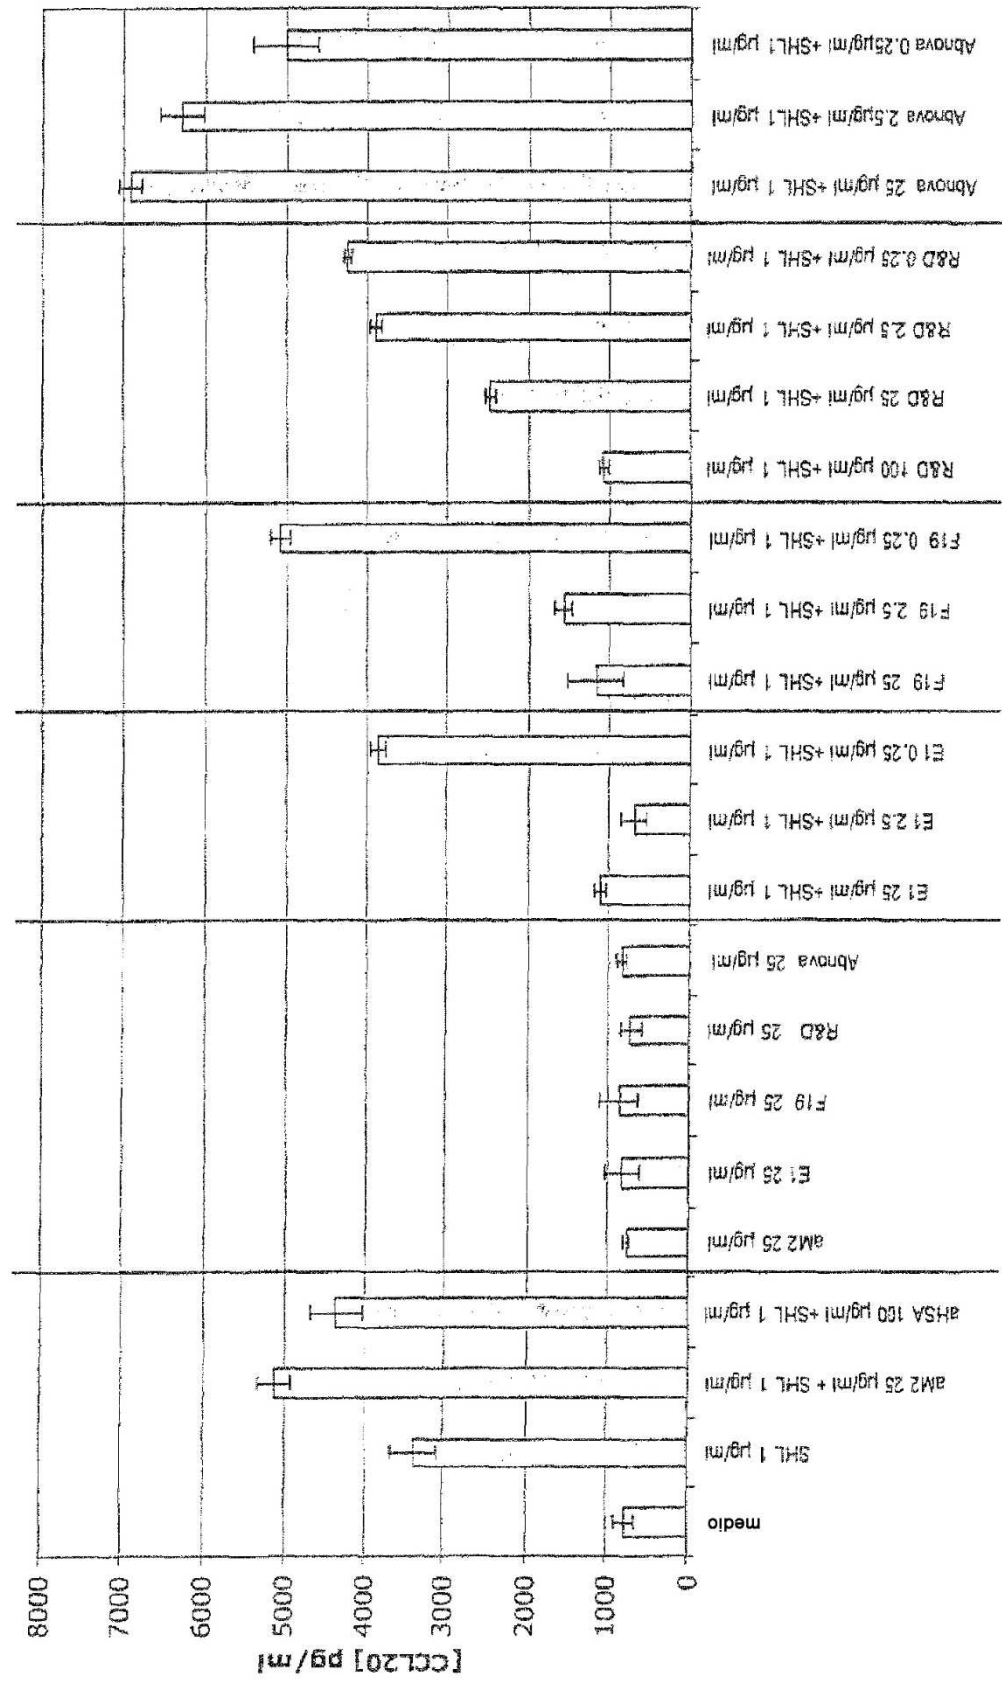 [CCL20] pg/ml
8000
7000
6000
5000
4000
3000
2000
1000
0
medio
SHL 1 µg/ml
aM2 25 µg/ml + SHL 1 µg/ml
aHSA 100 µg/ml +SHL 1 µg/ml
aM2 25 µg/ml
E1 25 µg/ml
F19 25 µg/ml
R&D 25 µg/ml
Abnova 25 µg/ml
E1 25 µg/ml +SHL 1 µg/ml
E1 2.5 µg/ml +SHL 1 µg/ml
E1 0.25 µg/ml +SHL 1 µg/ml
F19 25 µg/ml +SHL 1 µg/ml
F19 2.5 µg/ml +SHL 1 µg/ml
F19 0.25 µg/ml +SHL 1 µg/ml
R&D 100 µg/ml +SHL 1 µg/ml
R&D 25 µg/ml +SHL 1 µg/ml
R&D 2.5 µg/ml +SHL 1 µg/ml
R&D 0.25 µg/ml +SHL 1 µg/ml
Abnova 25 µg/ml +SHL 1 µg/ml
Abnova 2.5µg/ml +SHL1 µg/ml
Abnova 0.25µg/ml +SHL1 µg/ml